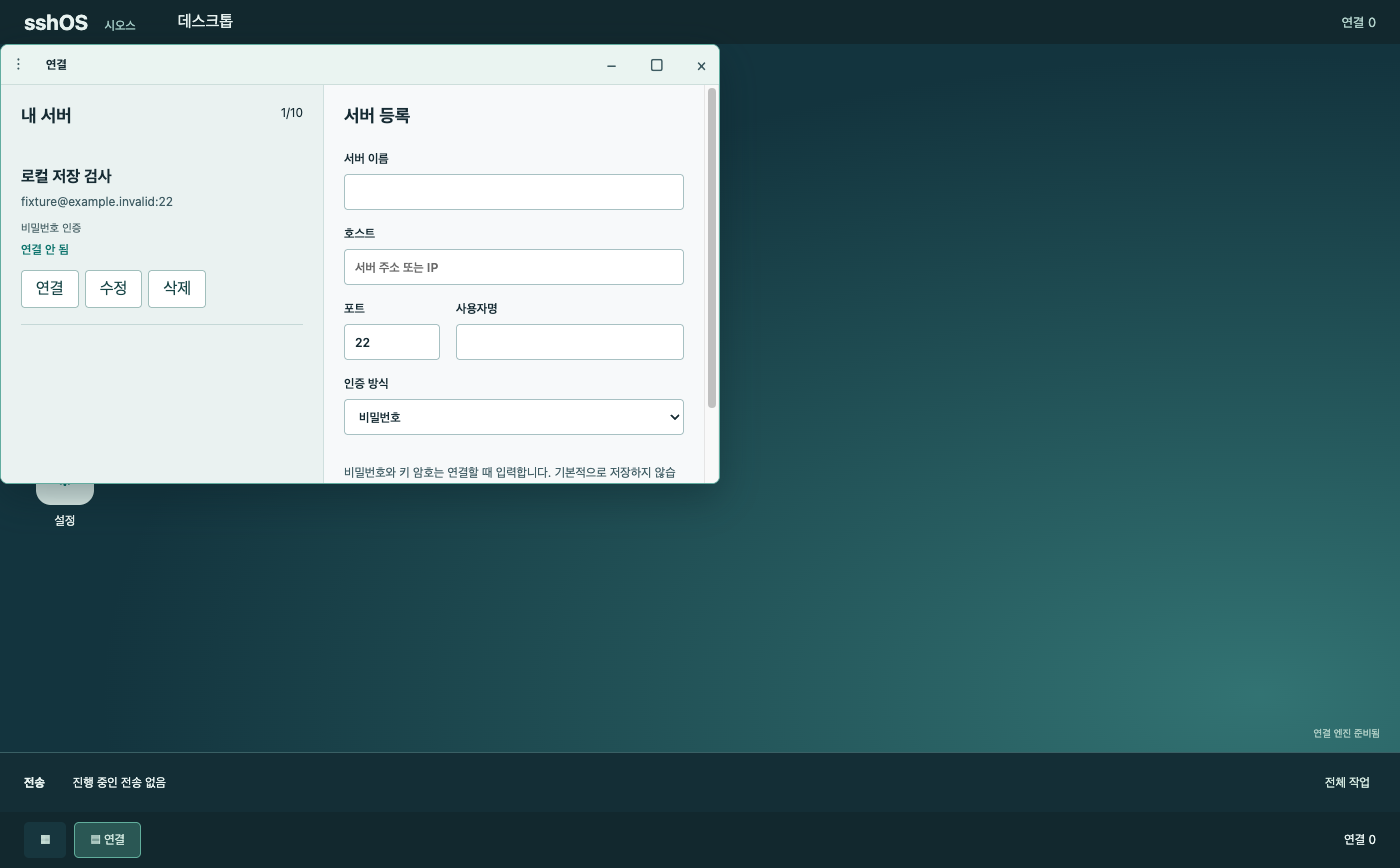 sshOS 시오스 데스크톱 연결 0
연결
내 서버 1/10
로컬 저장 검사
fixture@example.invalid:22
비밀번호 인증
연결 안 됨
연결 수정 삭제
서버 등록
서버 이름
호스트
서버 주소 또는 IP
포트 사용자명
22
인증 방식
비밀번호
비밀번호와 키 암호는 연결할 때 입력합니다. 기본적으로 저장하지 않습
설정
연결 엔진 준비됨
전송 진행 중인 전송 없음 전체 작업
연결 연결 0